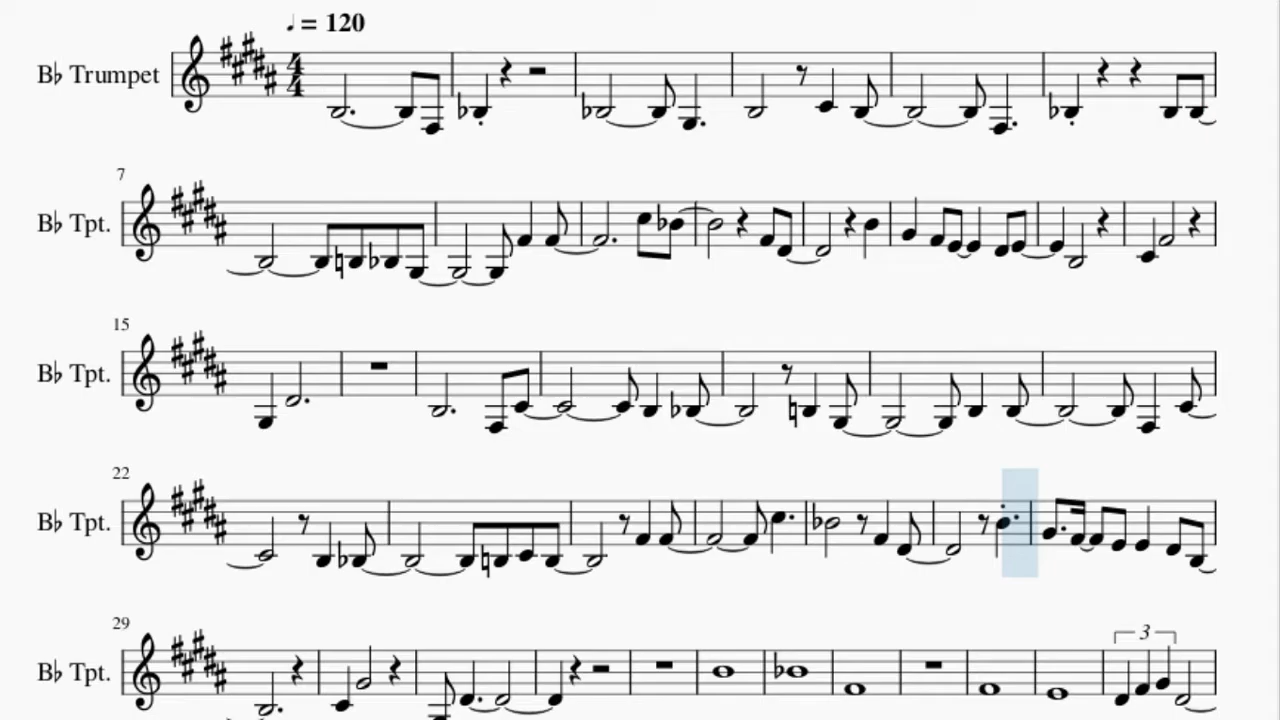 ♩ = 120
B♭ Trumpet
4
4
7
B♭ Tpt.
15
B♭ Tpt.
22
B♭ Tpt.
29
3
B♭ Tpt.